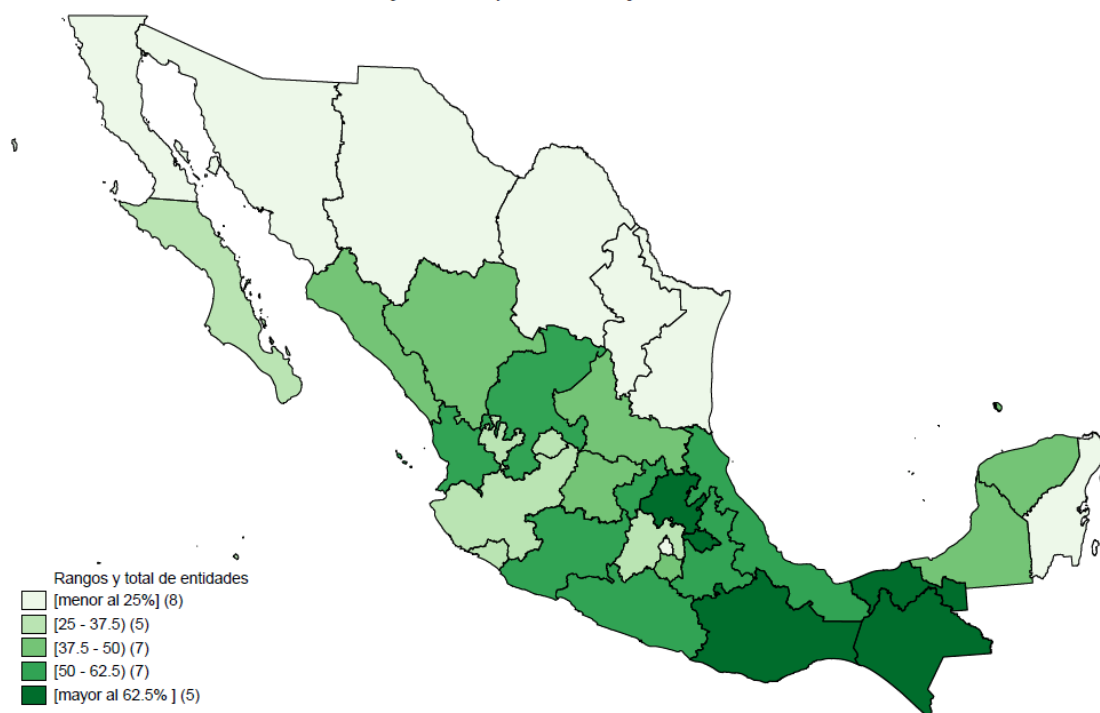 Rangos y total de entidades
[menor al 25%] (8)
[25 - 37.5) (5)
[37.5 - 50) (7)
[50 - 62.5) (7)
[mayor al 62.5% ] (5)